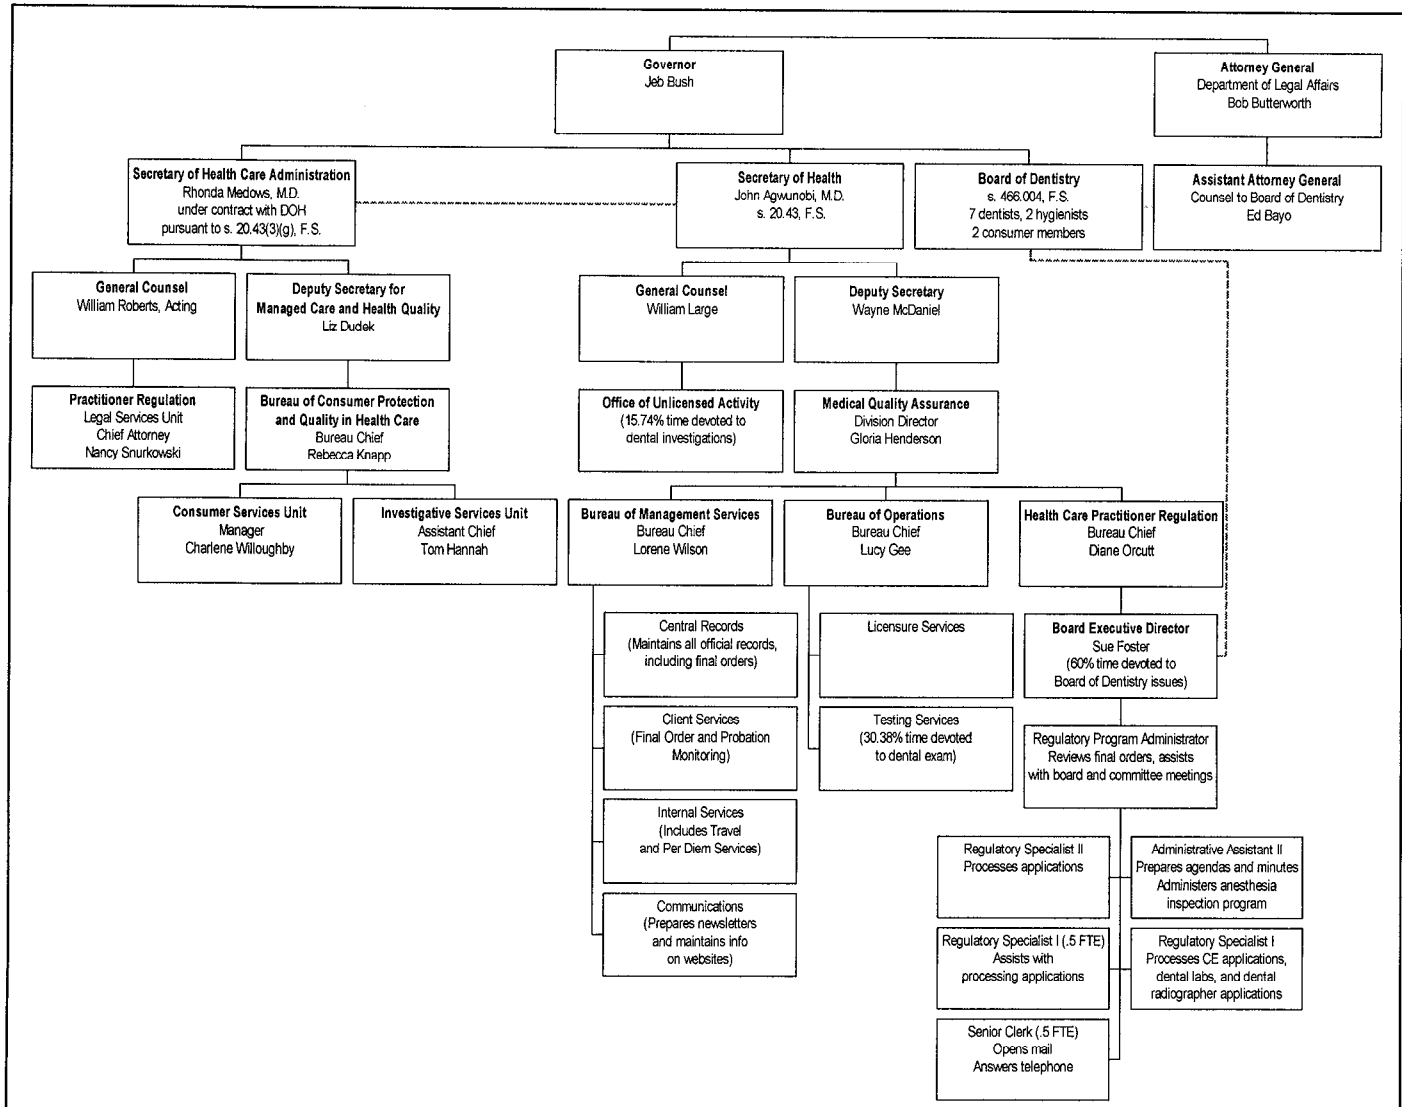 Governor
Jeb Bush
Attorney General
Department of Legal Affairs
Bob Butterworth
Secretary of Health Care Administration
Rhonda Medows, M.D.
under contract with DOH
pursuant to s. 20.43(3)(g), F.S.
Secretary of Health
John Agwunobi, M.D.
s. 20.43, F.S.
Board of Dentistry
s. 466.004, F.S.
7 dentists, 2 hygienists
2 consumer members
Assistant Attorney General
Counsel to Board of Dentistry
Ed Bayo
General Counsel
William Roberts, Acting
Deputy Secretary for
Managed Care and Health Quality
Liz Dudek
General Counsel
William Large
Deputy Secretary
Wayne McDaniel
Practitioner Regulation
Legal Services Unit
Chief Attorney
Nancy Snurkowski
Bureau of Consumer Protection
and Quality in Health Care
Bureau Chief
Rebecca Knapp
Office of Unlicensed Activity
(15.74% time devoted to
dental investigations)
Medical Quality Assurance
Division Director
Gloria Henderson
Consumer Services Unit
Manager
Charlene Willoughby
Investigative Services Unit
Assistant Chief
Tom Hannah
Bureau of Management Services
Bureau Chief
Lorene Wilson
Bureau of Operations
Bureau Chief
Lucy Gee
Health Care Practitioner Regulation
Bureau Chief
Diane Orcutt
Central Records
(Maintains all official records,
including final orders)
Licensure Services
Board Executive Director
Sue Foster
(60% time devoted to
Board of Dentistry issues)
Client Services
(Final Order and Probation
Monitoring)
Testing Services
(30.38% time devoted
to dental exam)
Regulatory Program Administrator
Reviews final orders, assists
with board and committee meetings
Internal Services
(Includes Travel
and Per Diem Services)
Regulatory Specialist II
Processes applications
Administrative Assistant II
Prepares agendas and minutes
Administers anesthesia
inspection program
Communications
(Prepares newsletters
and maintains info
on websites)
Regulatory Specialist I (.5 FTE)
Assists with
processing applications
Regulatory Specialist I
Processes CE applications,
dental labs, and dental
radiographer applications
Senior Clerk (.5 FTE)
Opens mail
Answers telephone